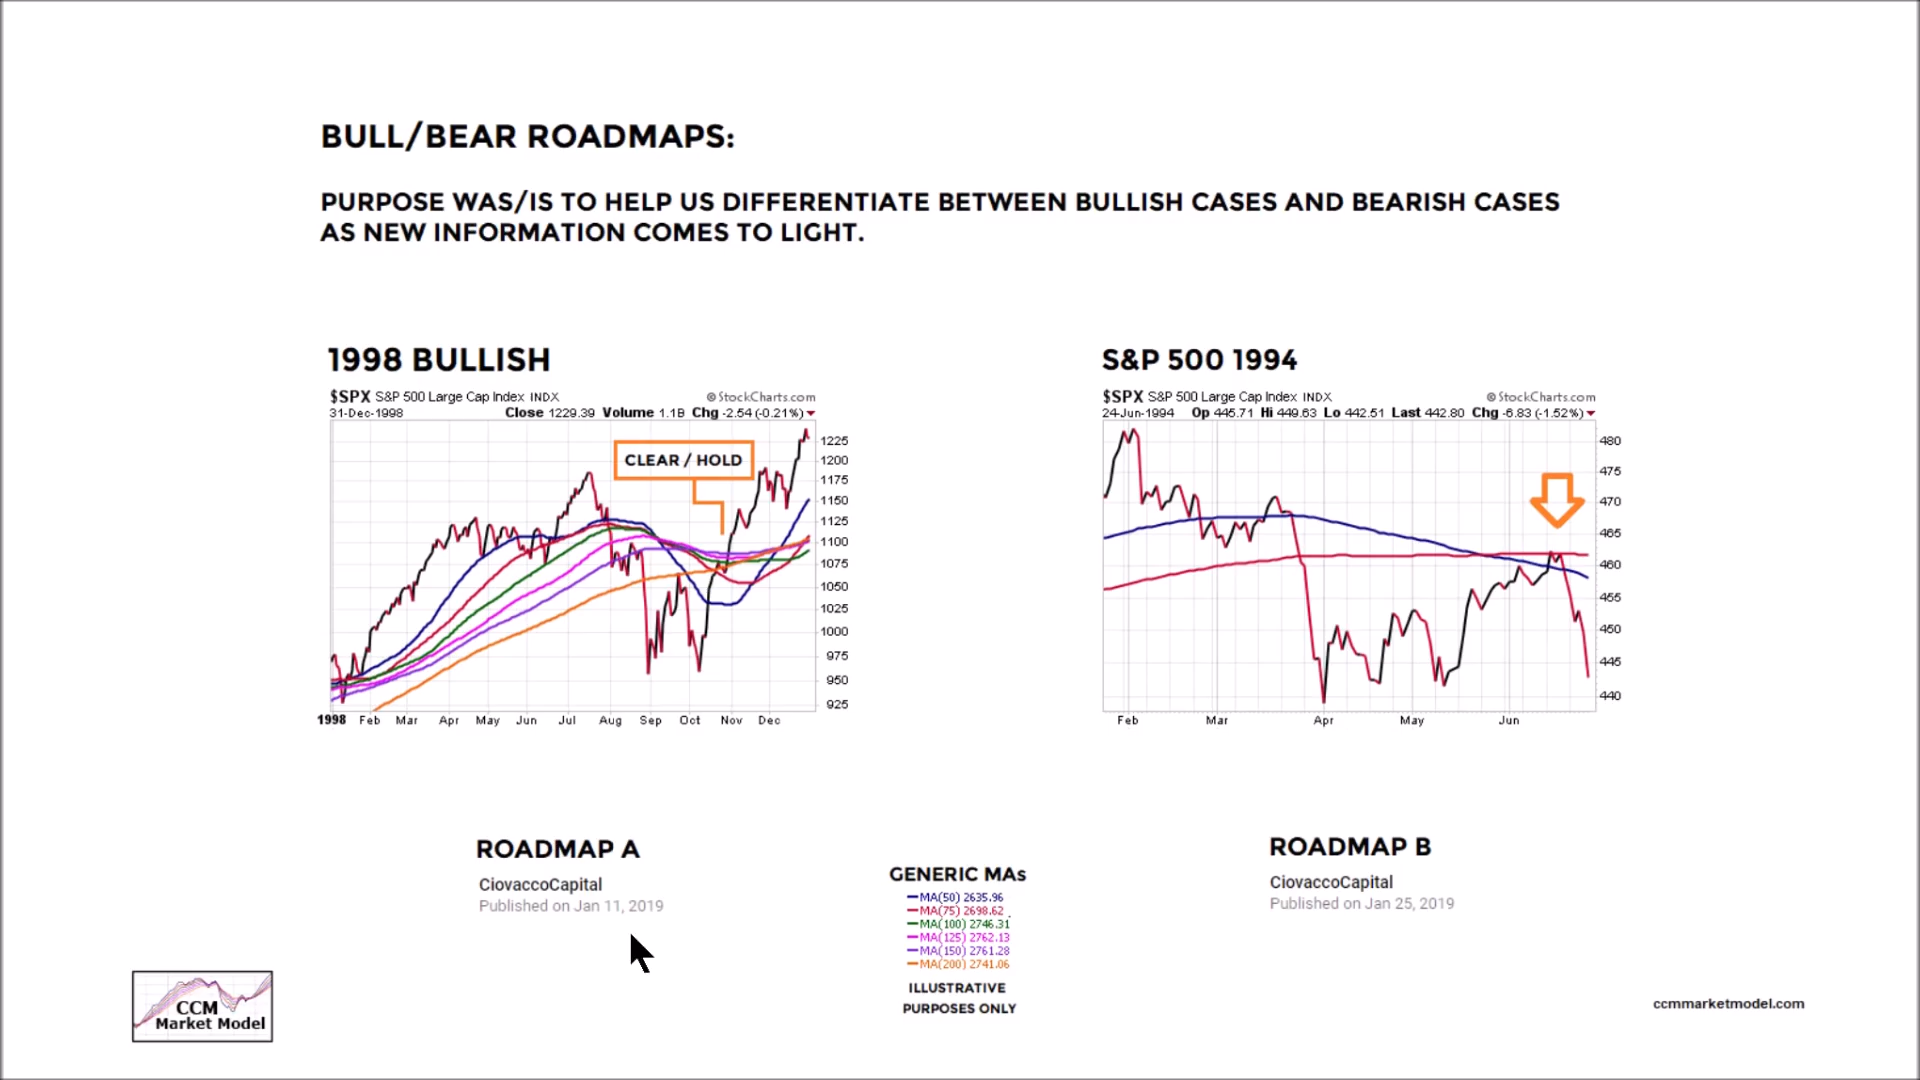 BULL/BEAR ROADMAPS:
PURPOSE WAS/IS TO HELP US DIFFERENTIATE BETWEEN BULLISH CASES AND BEARISH CASES
AS NEW INFORMATION COMES TO LIGHT.
1998 BULLISH
$SPX S&P 500 Large Cap Index INDX
© StockCharts.com
31-Dec-1998
Close 1229.39 Volume 1.1B Chg -2.54 (-0.21%)
CLEAR / HOLD
1225
1200
1175
1150
1125
1100
1075
1050
1025
1000
975
950
925
1998 Feb Mar Apr May Jun Jul Aug Sep Oct Nov Dec
S&P 500 1994
$SPX S&P 500 Large Cap Index INDX
© StockCharts.com
24-Jun-1994
Op 445.71 Hi 449.63 Lo 442.51 Last 442.80 Chg -6.83 (-1.52%)
480
475
470
465
460
455
450
445
440
Feb Mar Apr May Jun
ROADMAP A
CiovaccoCapital
Published on Jan 11, 2019
GENERIC MAs
MA(50) 2635.96
MA(75) 2698.62
MA(100) 2746.31
MA(125) 2762.13
MA(150) 2761.28
MA(200) 2741.06
ILLUSTRATIVE
PURPOSES ONLY
ROADMAP B
CiovaccoCapital
Published on Jan 25, 2019
CCM
Market Model
ccmmarketmodel.com